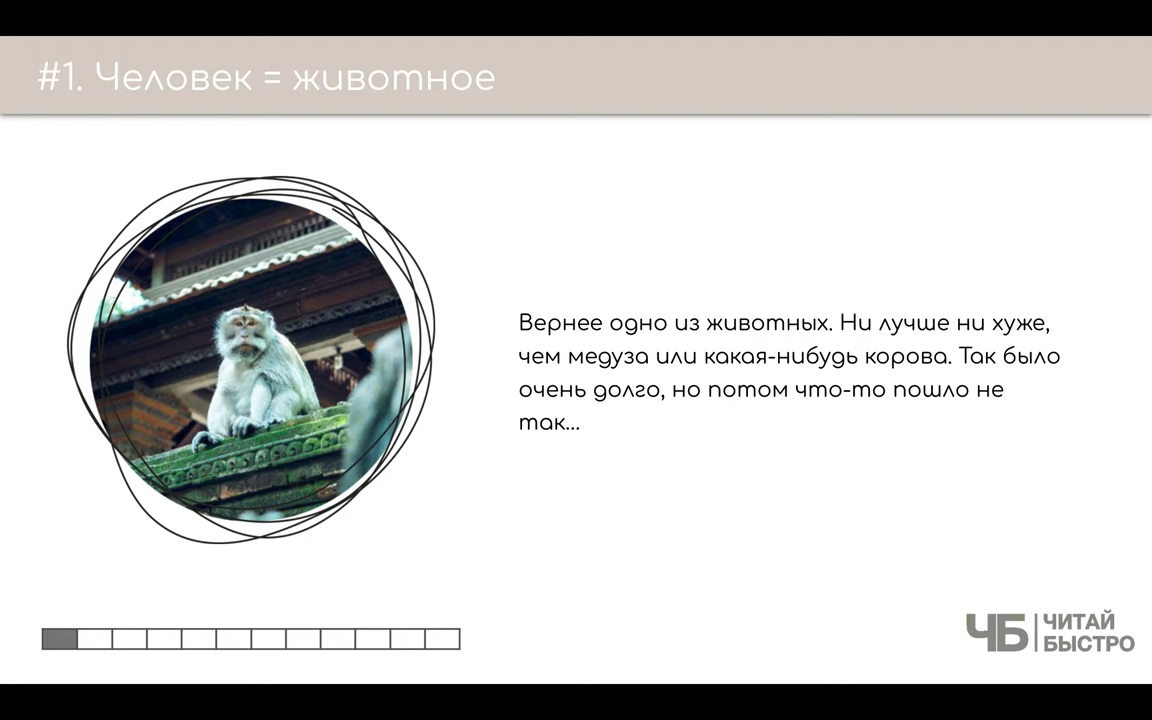 #1. Человек = животное
Вернее одно из животных. Ни лучше ни хуже,
чем медуза или какая-нибудь корова. Так было
очень долго, но потом что-то пошло не
так...
ЧБ
ЧИТАЙ
БЫСТРО